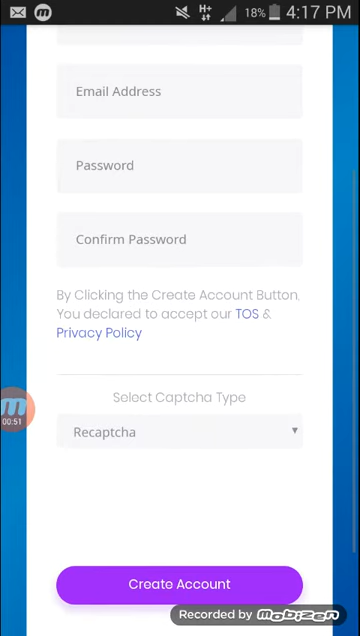 18% 4:17 PM
Email Address
Password
Confirm Password
By Clicking the Create Account Button.
You declared to accept our TOS &
Privacy Policy
Select Captcha Type
00:51
Recaptcha
Create Account
Recorded by Mobizen